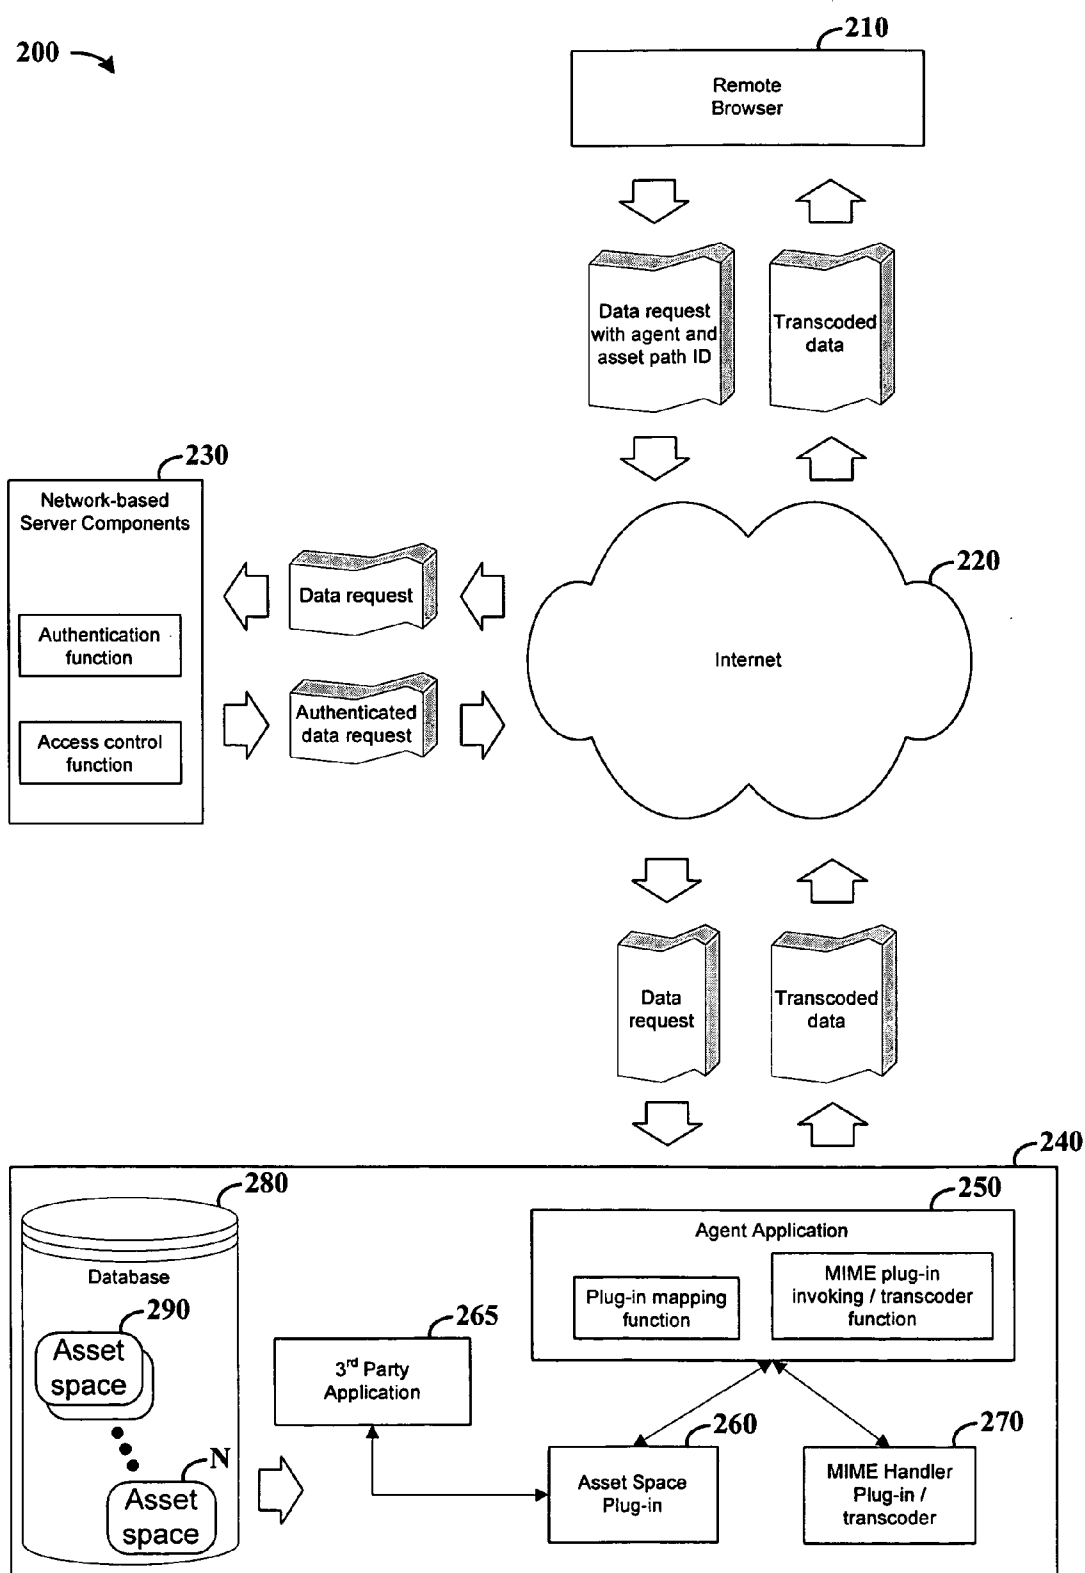 200
210
Remote
Browser
Data request
with agent and
asset path ID
Transcoded
data
230
Network-based
Server Components
Authentication
function
Access control
function
Data request
Authenticated
data request
220
Internet
Data
request
Transcoded
data
240
280
Database
290
Asset
space
N
Asset
space
265
3rd Party
Application
250
Agent Application
Plug-in mapping
function
MIME plug-in
invoking / transcoder
function
260
Asset Space
Plug-in
270
MIME Handler
Plug-in /
transcoder